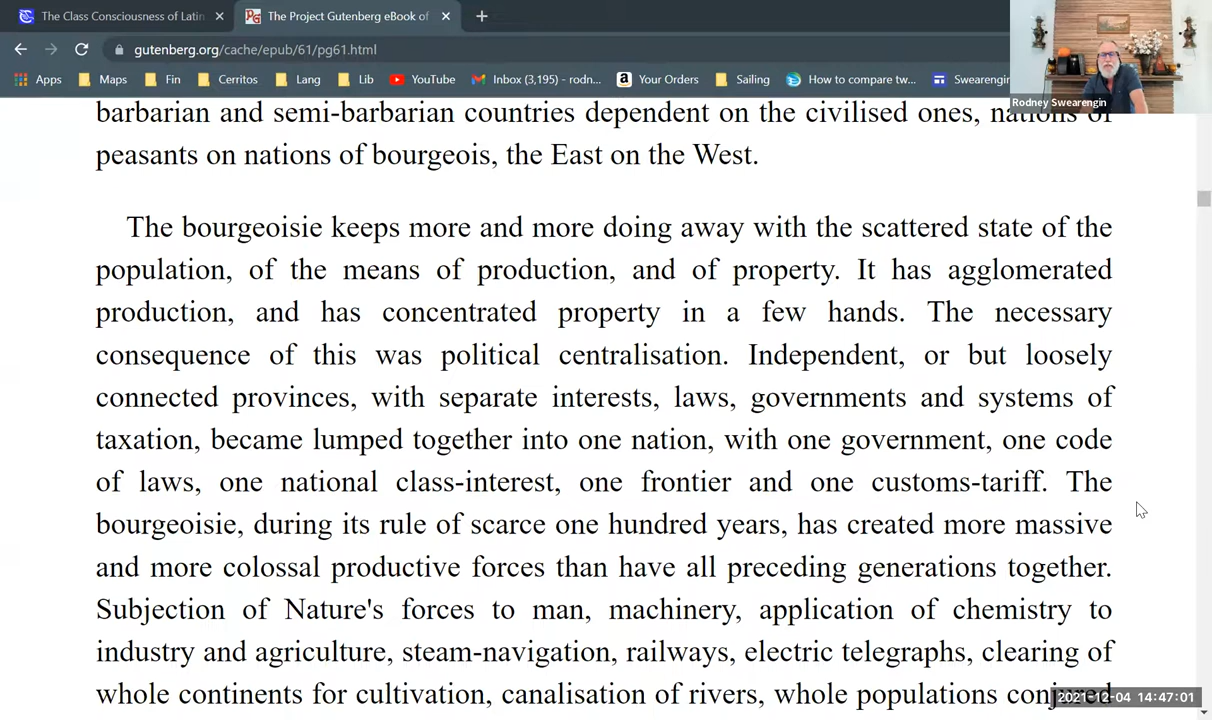 The Class Consciousness of Latin
The Project Gutenberg eBook of
gutenberg.org/cache/epub/61/pg61.html
Apps Maps Fin Cerritos Lang Lib YouTube Inbox (3,195) - rodn... Your Orders Sailing How to compare tw... Swearengin
Rodney Swearengin
barbarian and semi-barbarian countries dependent on the civilised ones, nations of
peasants on nations of bourgeois, the East on the West.
The bourgeoisie keeps more and more doing away with the scattered state of the
population, of the means of production, and of property. It has agglomerated
production, and has concentrated property in a few hands. The necessary
consequence of this was political centralisation. Independent, or but loosely
connected provinces, with separate interests, laws, governments and systems of
taxation, became lumped together into one nation, with one government, one code
of laws, one national class-interest, one frontier and one customs-tariff. The
bourgeoisie, during its rule of scarce one hundred years, has created more massive
and more colossal productive forces than have all preceding generations together.
Subjection of Nature's forces to man, machinery, application of chemistry to
industry and agriculture, steam-navigation, railways, electric telegraphs, clearing of
whole continents for cultivation, canalisation of rivers, whole populations conjured
2021-12-04 14:47:01